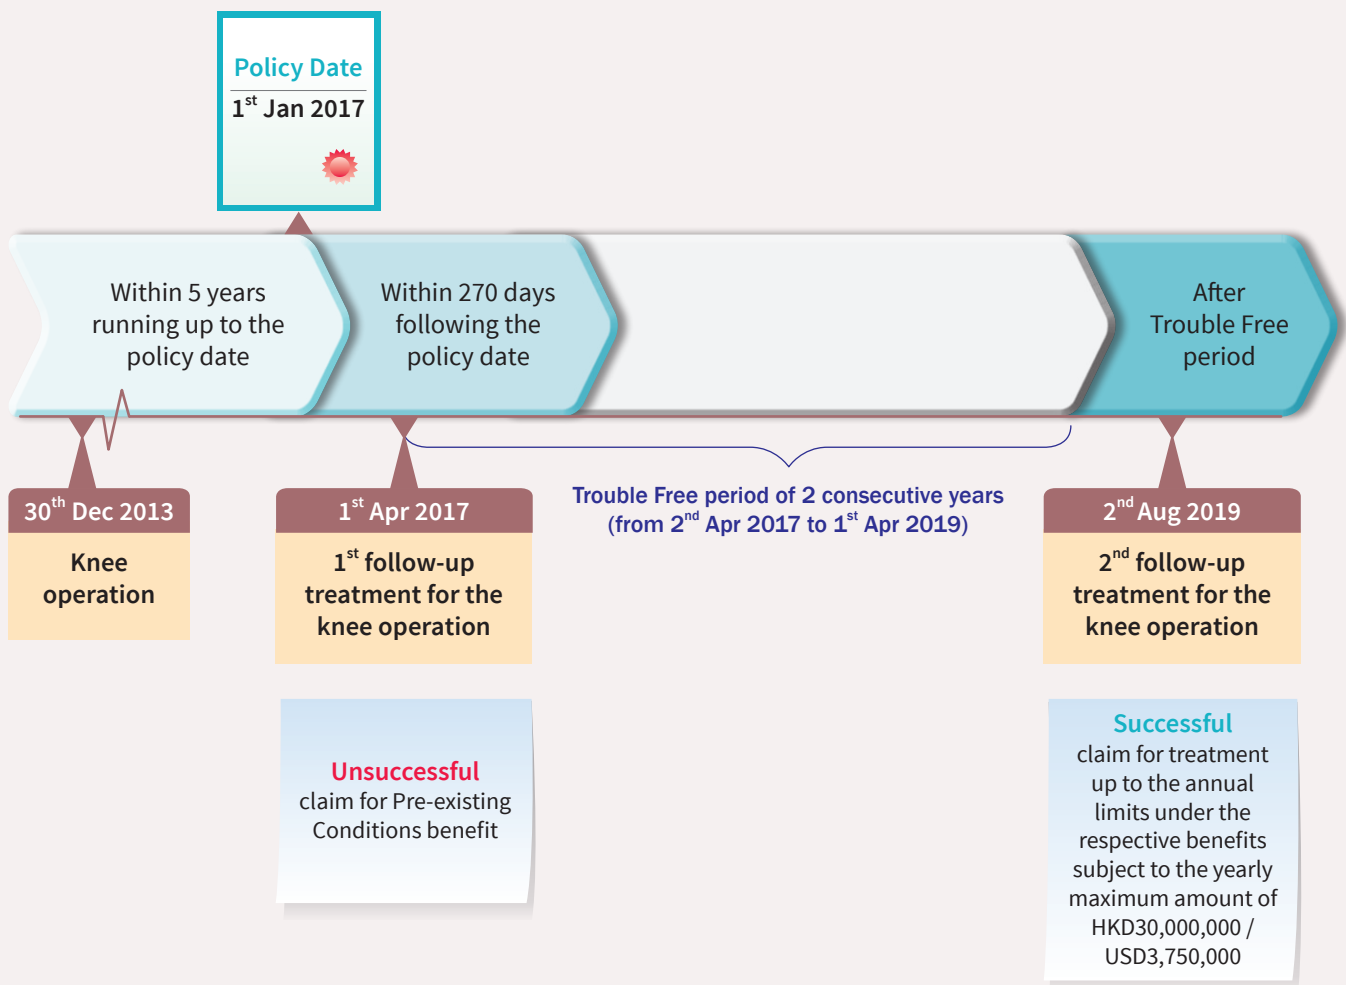 Policy Date
1st Jan 2017
Within 5 years
running up to the
policy date
Within 270 days
following the
policy date
After
Trouble Free
period
Trouble Free period of 2 consecutive years
(from 2nd Apr 2017 to 1st Apr 2019)
30th Dec 2013
Knee
operation
1st Apr 2017
1st follow-up
treatment for the
knee operation
2nd Aug 2019
2nd follow-up
treatment for the
knee operation
Unsuccessful
claim for Pre-existing
Conditions benefit
Successful
claim for treatment
up to the annual
limits under the
respective benefits
subject to the yearly
maximum amount of
HKD30,000,000 /
USD3,750,000